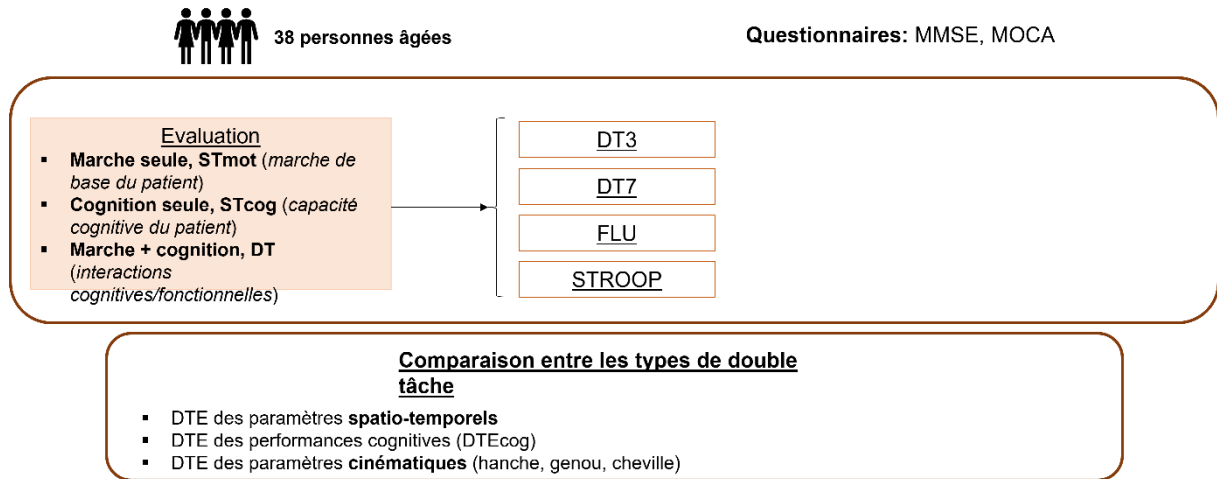 38 personnes âgées
Questionnaires: MMSE, MOCA
Evaluation
▪ Marche seule, STmot (marche de
base du patient)
▪ Cognition seule, STcog (capacité
cognitive du patient)
▪ Marche + cognition, DT
(interactions
cognitives/fonctionnelles)
DT3
DT7
FLU
STROOP
Comparaison entre les types de double
tâche
▪ DTE des paramètres spatio-temporels
▪ DTE des performances cognitives (DTEcog)
▪ DTE des paramètres cinématiques (hanche, genou, cheville)